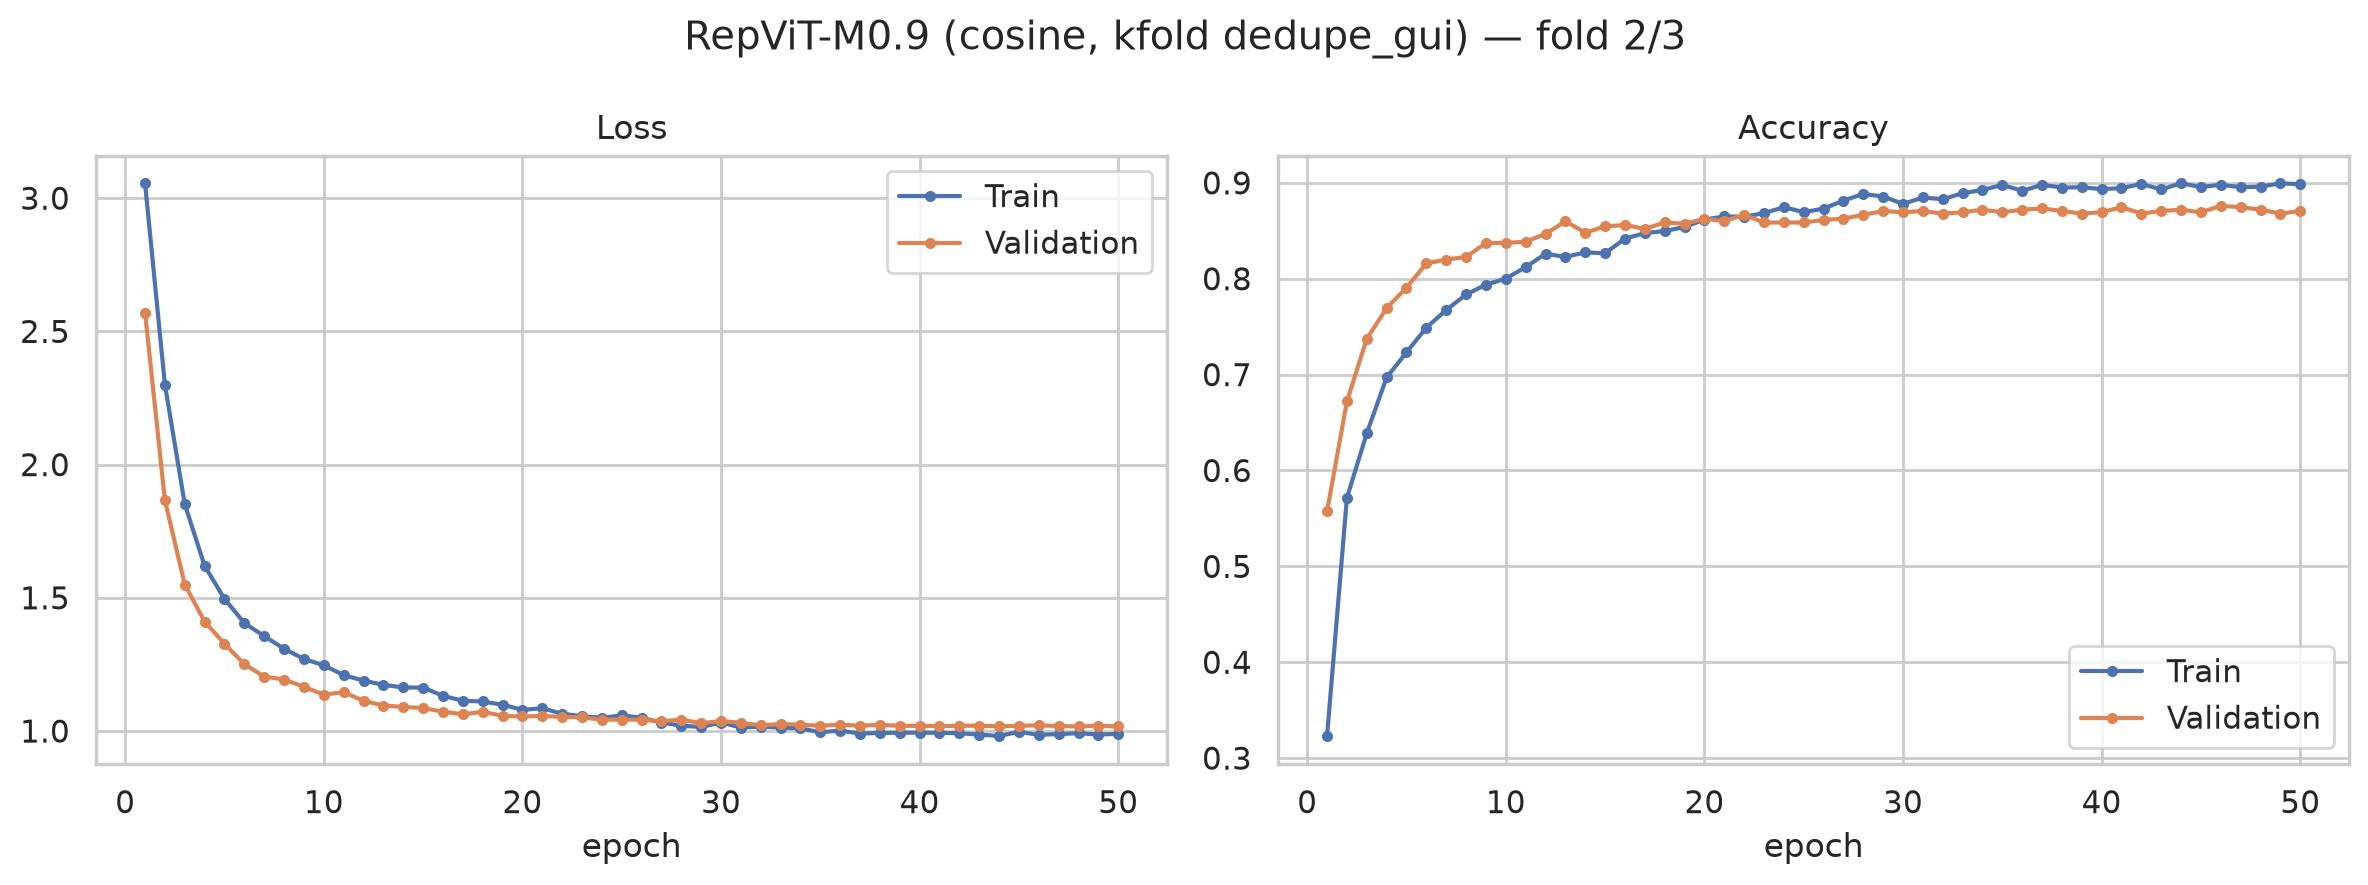 RepViT-M0.9 (cosine, kfold dedupe_gui) — fold 2/3
Loss
3.0
2.5
2.0
1.5
1.0
0 10 20 30 40 50
epoch
Train
Validation
Accuracy
0.9
0.8
0.7
0.6
0.5
0.4
0.3
0 10 20 30 40 50
epoch
Train
Validation